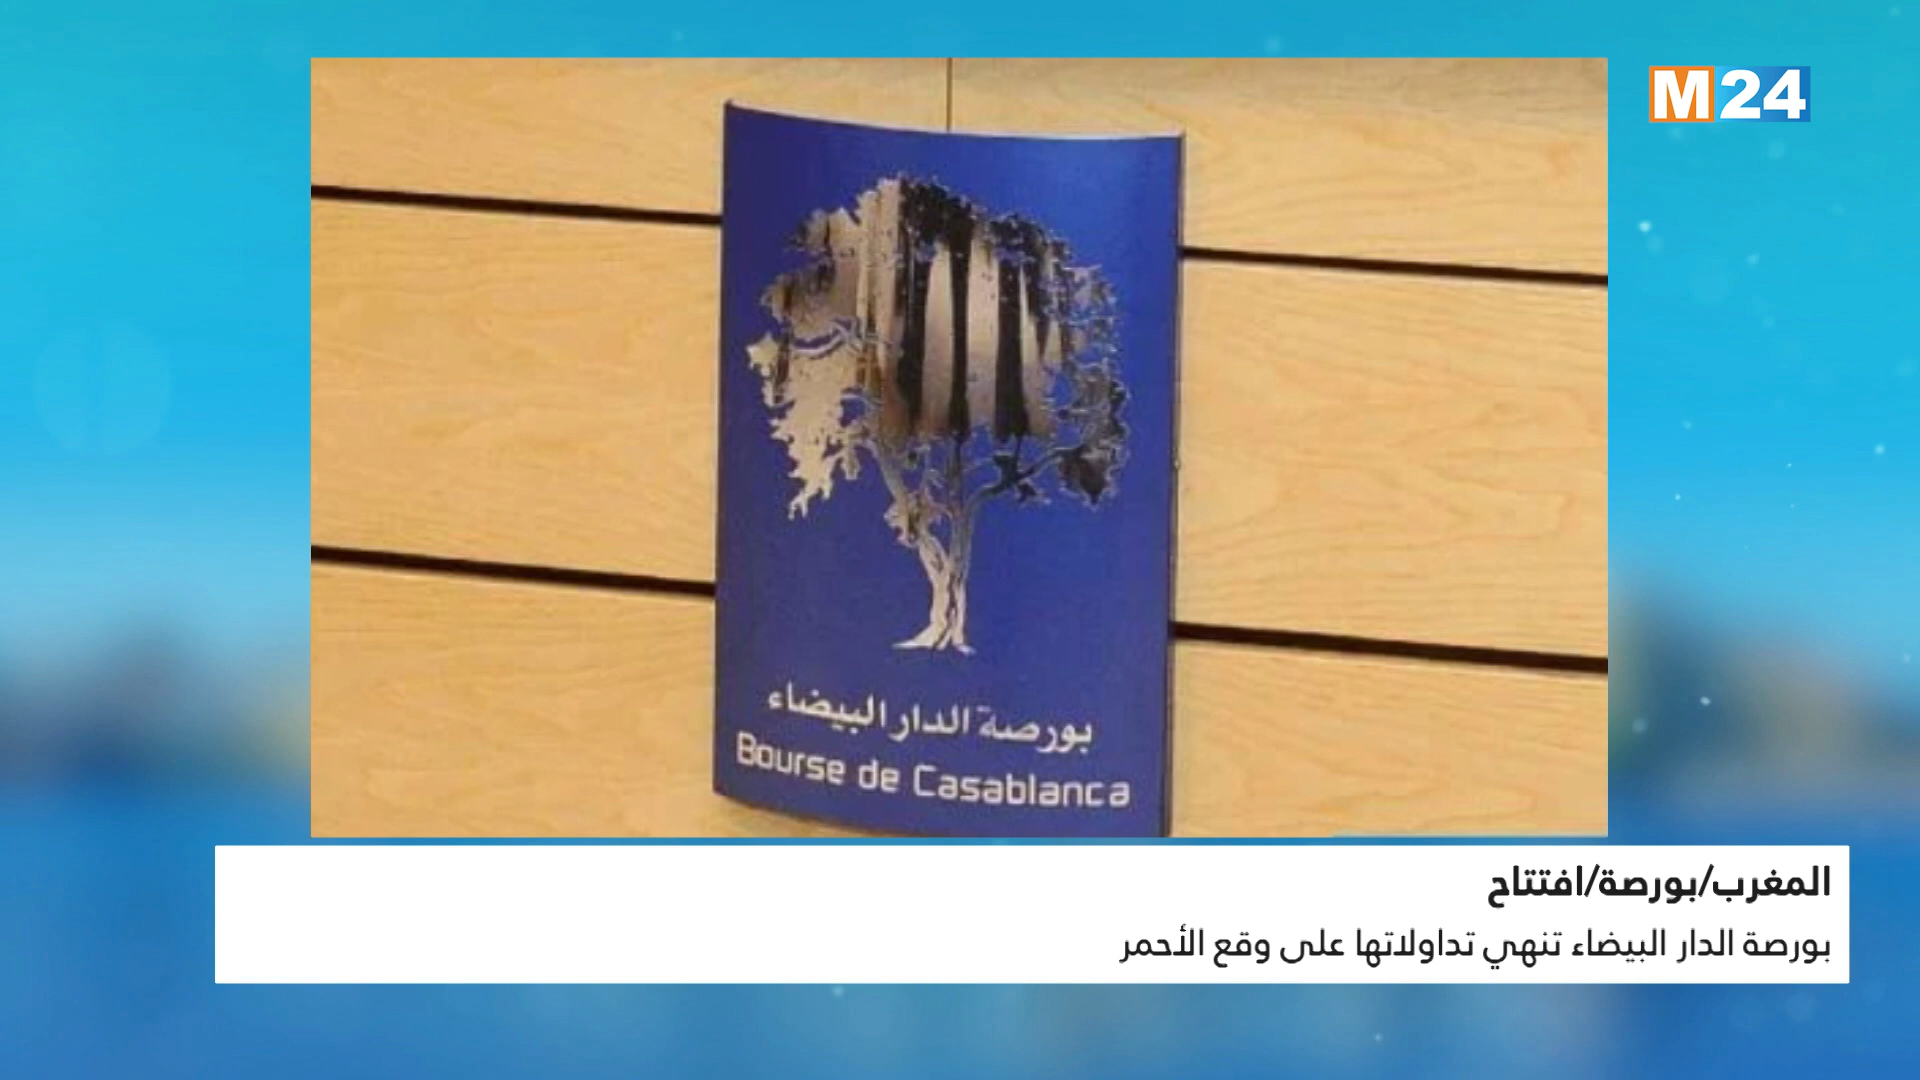 M24
بورصة الدار البيضاء
Bourse de Casablanca
المغرب/بورصة/افتتاح
بورصة الدار البيضاء تنهي تداولاتها على وقع الأحمر